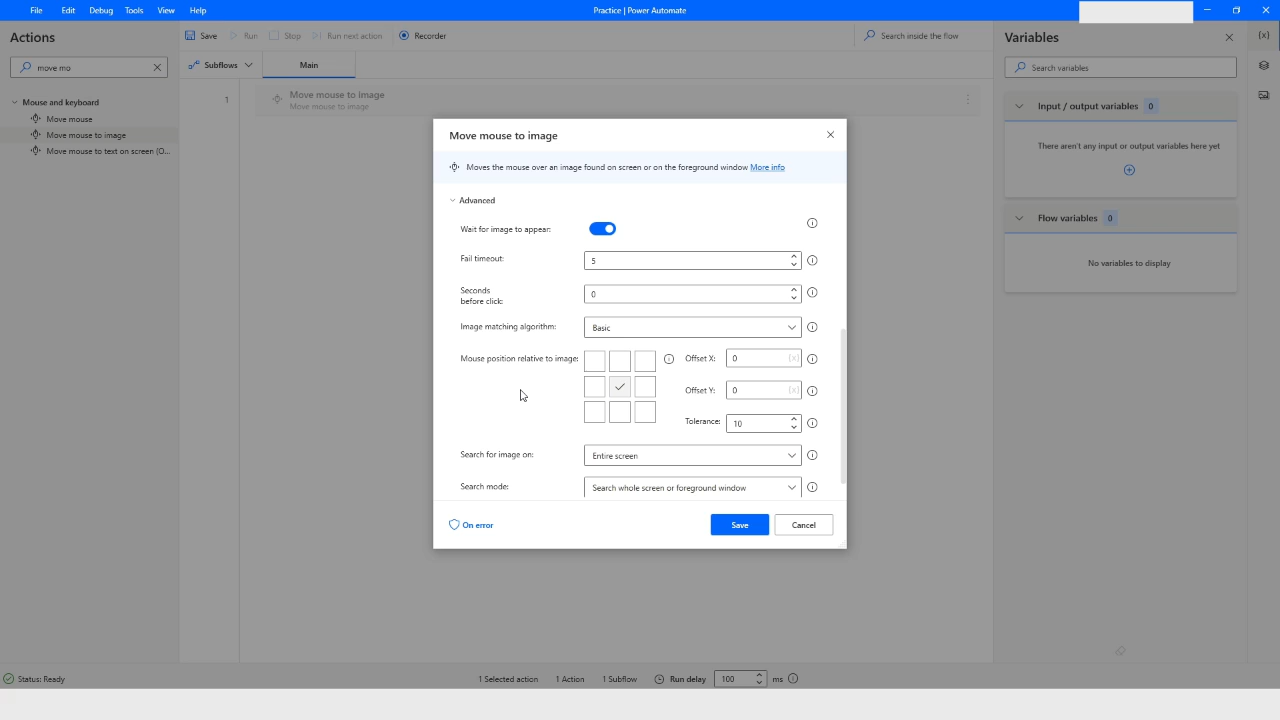 File Edit Debug Tools View Help
Practice | Power Automate
Actions
move mo
Mouse and keyboard
Move mouse
Move mouse to image
Move mouse to text on screen (O...
Save Run Stop Run next action Recorder
Search inside the flow
Subflows Main
1
Move mouse to image
Move mouse to image
Move mouse to image
Moves the mouse over an image found on screen or on the foreground window More info
Advanced
Wait for image to appear:
Fail timeout: 5
Seconds
before click: 0
Image matching algorithm: Basic
Mouse position relative to image: Offset X: 0 {x}
Offset Y: 0 {x}
Tolerance: 10
Search for image on: Entire screen
Search mode: Search whole screen or foreground window
On error Save Cancel
Variables
{x}
Search variables
Input / output variables 0
There aren't any input or output variables here yet
Flow variables 0
No variables to display
Status: Ready 1 Selected action 1 Action 1 Subflow Run delay 100 ms